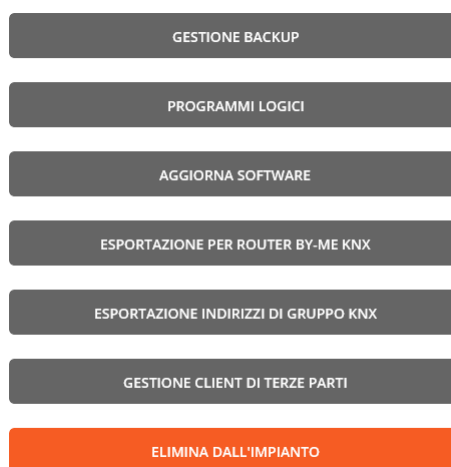 GESTIONE BACKUP
PROGRAMMI LOGICI
AGGIORNA SOFTWARE
ESPORTAZIONE PER ROUTER BY-ME KNX
ESPORTAZIONE INDIRIZZI DI GRUPPO KNX
GESTIONE CLIENT DI TERZE PARTI
ELIMINA DALL'IMPIANTO